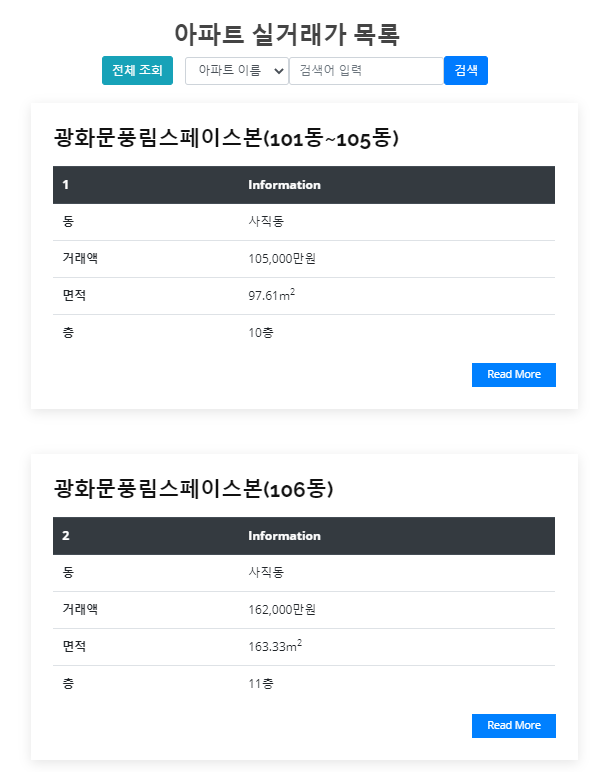 아파트 실거래가 목록
전체 조회 아파트 이름 검색어 입력 검색
광화문풍림스페이스본(101동~105동)
1 Information
동 사직동
거래액 105,000만원
면적 97.61m²
층 10층
Read More
광화문풍림스페이스본(106동)
2 Information
동 사직동
거래액 162,000만원
면적 163.33m²
층 11층
Read More